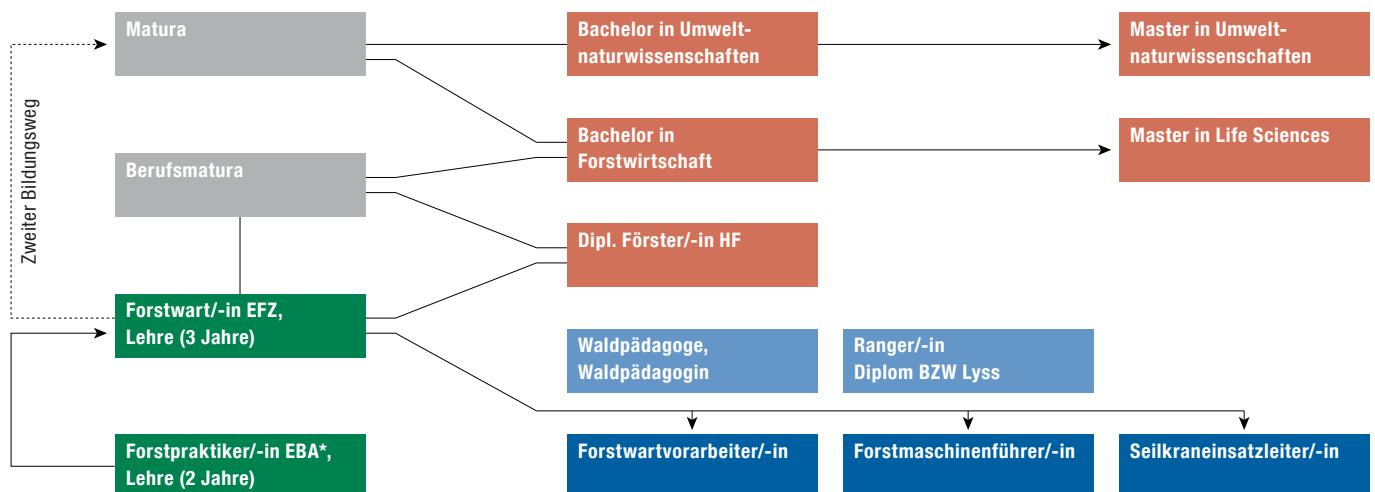 Matura
Bachelor in Umwelt-
naturwissenschaften
Master in Umwelt-
naturwissenschaften
Zweiter Bildungsweg
Bachelor in
Forstwirtschaft
Master in Life Sciences
Berufsmatura
Dipl. Förster/-in HF
Forstwart/-in EFZ,
Lehre (3 Jahre)
Waldpädagoge,
Waldpädagogin
Ranger/-in
Diplom BZW Lyss
Forstpraktiker/-in EBA*,
Lehre (2 Jahre)
Forstwartvorarbeiter/-in
Forstmaschinenführer/-in
Seilkraneinsatzleiter/-in